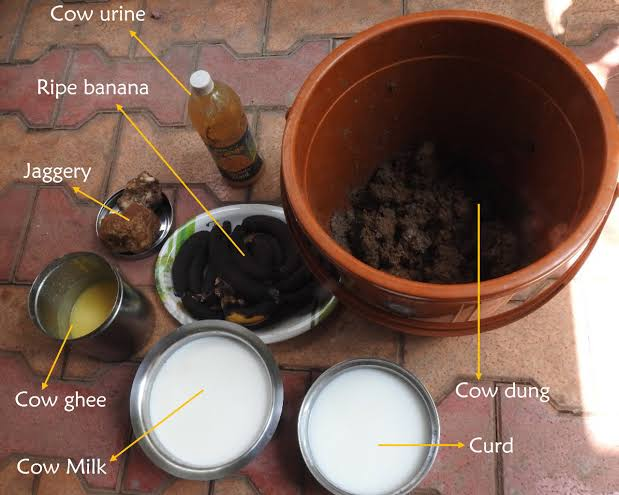 Cow urine
Ripe banana
Jaggery
Cow ghee
Cow Milk
Cow dung
Curd